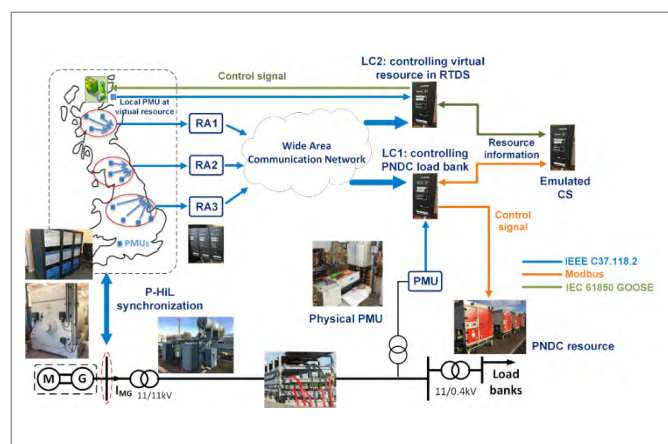 LC2: controlling virtual
resource in RTDS
Control signal
Local PMU at
virtual resource
RA1
RA2
RA3
Wide Area
Communication Network
LC1: controlling
PNDC load bank
Resource
information
Emulated
CS
PMUs
Control
signal
IEEE C37.118.2
Modbus
IEC 61850 GOOSE
P-HiL
synchronization
Physical PMU
PMU
PNDC resource
M
G
IMG
11/11kV
11/0.4kV
Load
banks